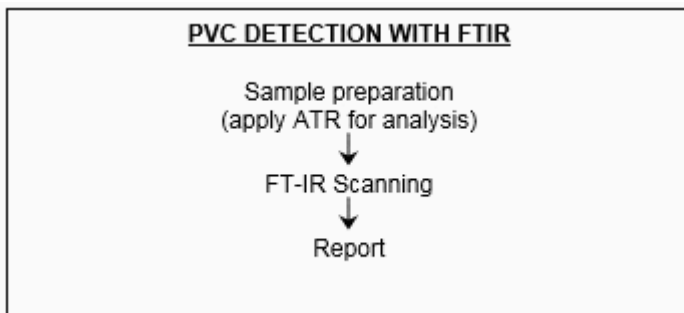 PVC DETECTION WITH FTIR
Sample preparation
(apply ATR for analysis)
FT-IR Scanning
Report